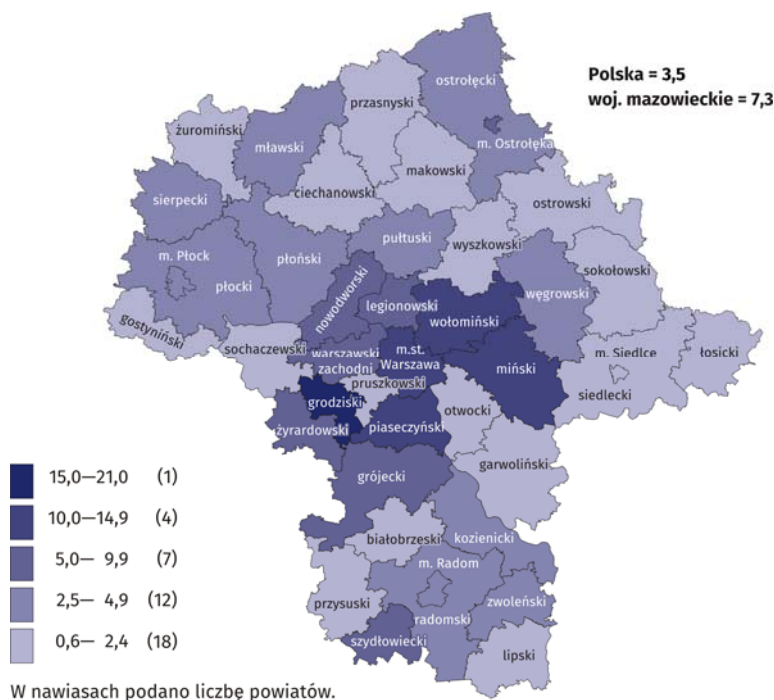 Polska = 3,5
woj. mazowieckie = 7,3
ostrołęcki
przasnyski
żuromiński
mławski
m. Ostrołęka
makowski
ciechanowski
sierpecki
ostrowski
pułtuski
wyszkowski
m. Płock
płoński
sokołowski
płocki
nowodworski
legionowski
węgrowski
wołomiński
gostyniński
sochaczewski
warszawski
zachodni
m.st.
Warszawa
m. Siedlce
łosicki
miński
pruszkowski
siedlecki
grodziski
otwocki
żyrardowski
piaseczyński
garwoliński
grójecki
białobrzeski
kozienicki
m. Radom
przysuski
zwoleński
radomski
szydłowiecki
lipski
15,0—21,0 (1)
10,0—14,9 (4)
5,0— 9,9 (7)
2,5— 4,9 (12)
0,6— 2,4 (18)
W nawiasach podano liczbę powiatów.